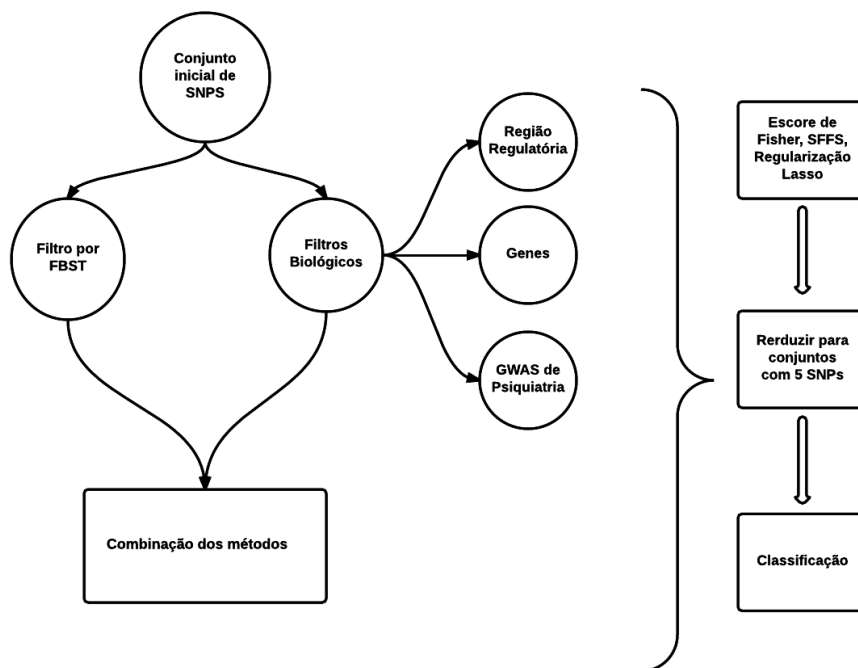 Conjunto
inicial de
SNPS
Filtro por
FBST
Filtros
Biológicos
Região
Regulatória
Genes
GWAS de
Psiquiatria
Combinação dos métodos
Escore de
Fisher, SFFS,
Regularização
Lasso
Rerduzir para
conjuntos
com 5 SNPs
Classificação